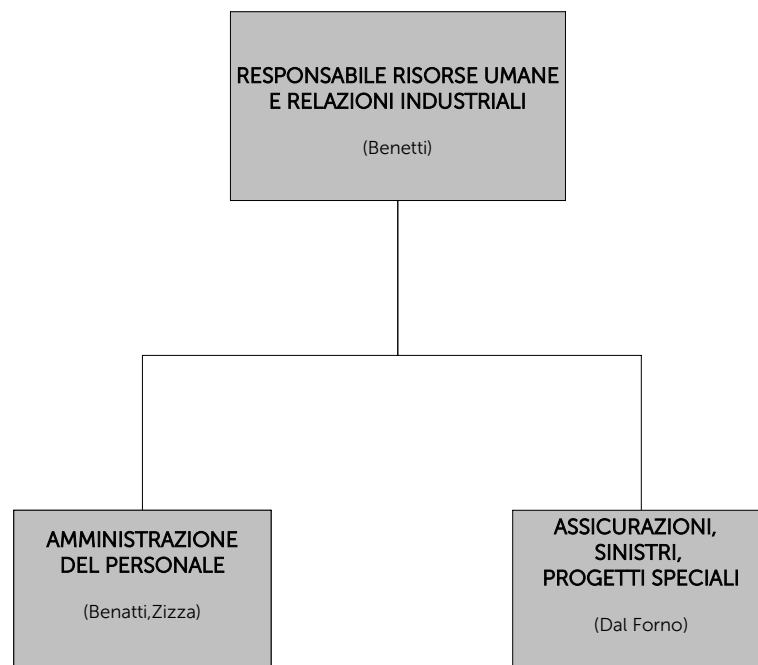 RESPONSABILE RISORSE UMANE
E RELAZIONI INDUSTRIALI
(Benetti)
AMMINISTRAZIONE
DEL PERSONALE
(Benatti,Zizza)
ASSICURAZIONI,
SINISTRI,
PROGETTI SPECIALI
(Dal Forno)